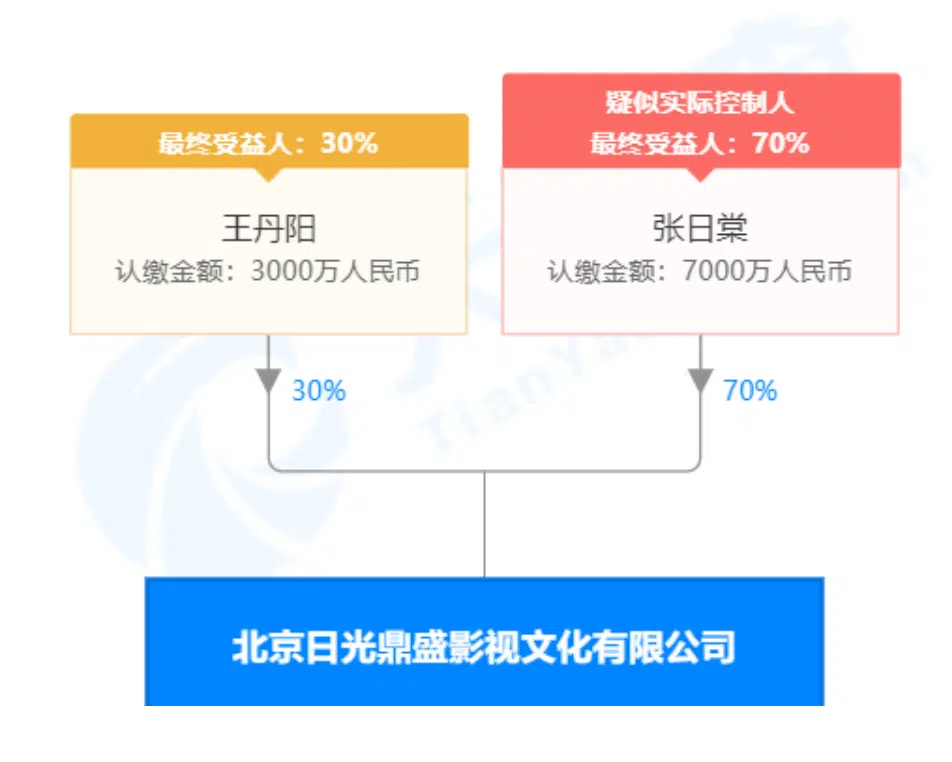 疑似实际控制人
最终受益人：30%
最终受益人：70%
王丹阳
张日棠
认缴金额：3000万人民币
认缴金额：7000万人民币
30%
70%
北京日光鼎盛影视文化有限公司